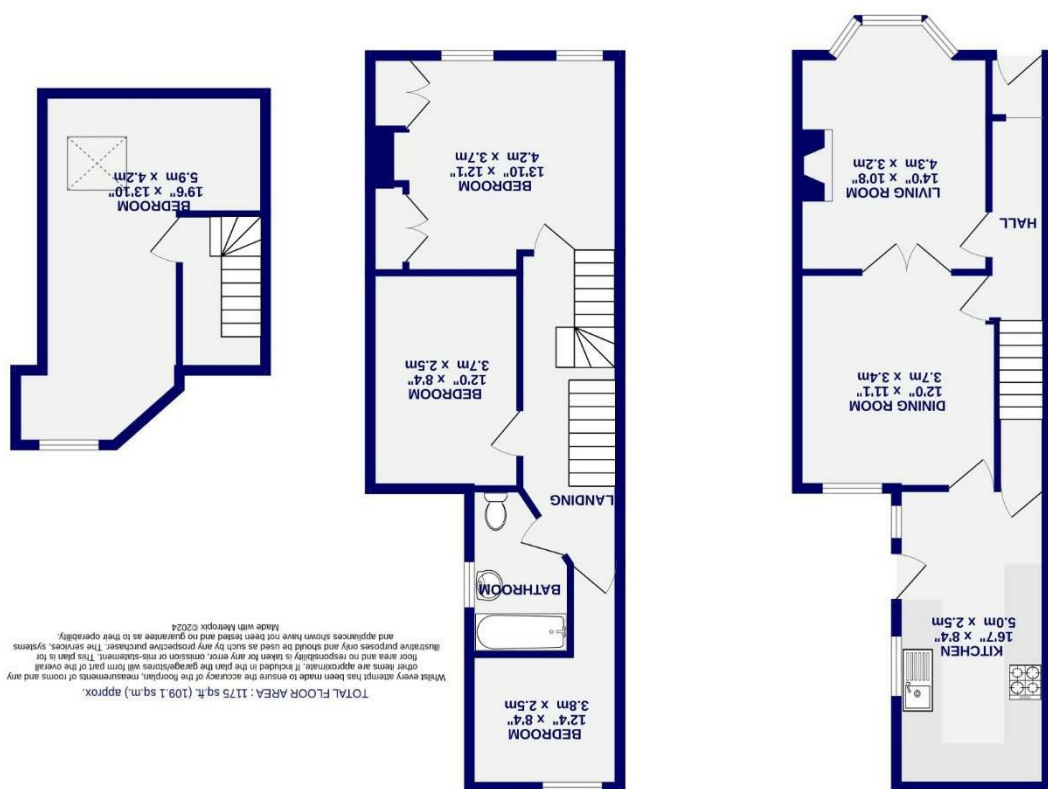 KITCHEN
16'7" x 8'4"
5.0m x 2.5m
DINING ROOM
12'0" x 11'1"
3.7m x 3.4m
LIVING ROOM
14'0" x 10'8"
4.3m x 3.2m
HALL
BEDROOM
12'4" x 8'4"
3.8m x 2.5m
BATHROOM
LANDING
BEDROOM
12'0" x 8'4"
3.7m x 2.5m
BEDROOM
13'10" x 12'1"
4.2m x 3.7m
BEDROOM
19'6" x 13'10"
5.9m x 4.2m
TOTAL FLOOR AREA: 1175 sq.ft. (109.1 sq.m.) approx.
Whilst every attempt has been made to ensure the accuracy of the floorplan, measurements of rooms and any
other items are approximate. If included in the plan the garage/stores will form part of the overall
floor area and no responsibility is taken for any error, omission or mis-statement. This plan is for
illustrative purposes only and should be used as such by any prospective purchaser. The services, systems
and appliances shown have not been tested and no guarantee as to their operability.
Made with Metropix ©2024